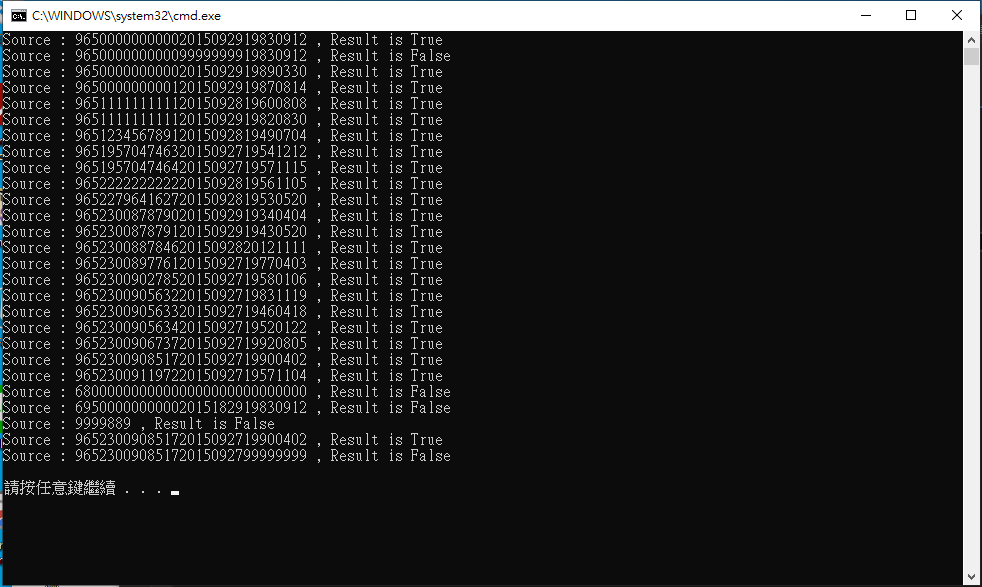 C:\WINDOWS\system32\cmd.exe
Source : 96500000000002015092919830912 , Result is True
Source : 96500000000009999999919830912 , Result is False
Source : 96500000000002015092919890330 , Result is True
Source : 96500000000012015092919870814 , Result is True
Source : 96511111111112015092819600808 , Result is True
Source : 96511111111112015092919820830 , Result is True
Source : 96512345678912015092819490704 , Result is True
Source : 96519570474632015092719541212 , Result is True
Source : 96519570474642015092719571115 , Result is True
Source : 96522222222222015092819561105 , Result is True
Source : 96522796416272015092819530520 , Result is True
Source : 96523008787902015092919340404 , Result is True
Source : 96523008787912015092919430520 , Result is True
Source : 96523008878462015092820121111 , Result is True
Source : 96523008977612015092719770403 , Result is True
Source : 96523009027852015092719580106 , Result is True
Source : 96523009056322015092719831119 , Result is True
Source : 96523009056332015092719460418 , Result is True
Source : 96523009056342015092719520122 , Result is True
Source : 96523009067372015092719920805 , Result is True
Source : 96523009085172015092719900402 , Result is True
Source : 96523009119722015092719571104 , Result is True
Source : 68000000000000000000000000000 , Result is False
Source : 69500000000002015182919830912 , Result is False
Source : 9999889 , Result is False
Source : 96523009085172015092719900402 , Result is True
Source : 96523009085172015092799999999 , Result is False
請按任意鍵繼續 . . .